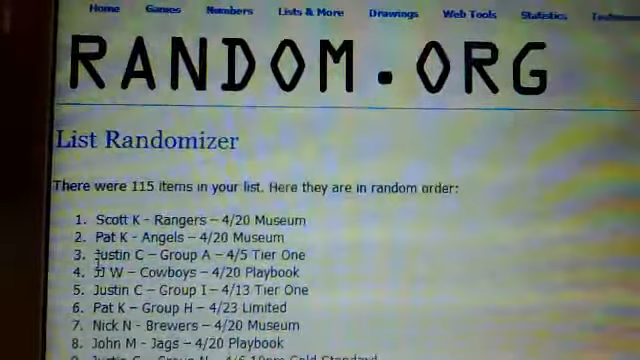 Home Games Numbers Lists & More Drawings Web Tools Statistics
RANDOM.ORG
List Randomizer
There were 115 items in your list. Here they are in random order:
1. Scott K - Rangers – 4/20 Museum
2. Pat K - Angels – 4/20 Museum
3. Justin C – Group A – 4/5 Tier One
4. JJ W – Cowboys – 4/20 Playbook
5. Justin C – Group I – 4/13 Tier One
6. Pat K – Group H – 4/23 Limited
7. Nick N - Brewers – 4/20 Museum
8. John M - Jags – 4/20 Playbook